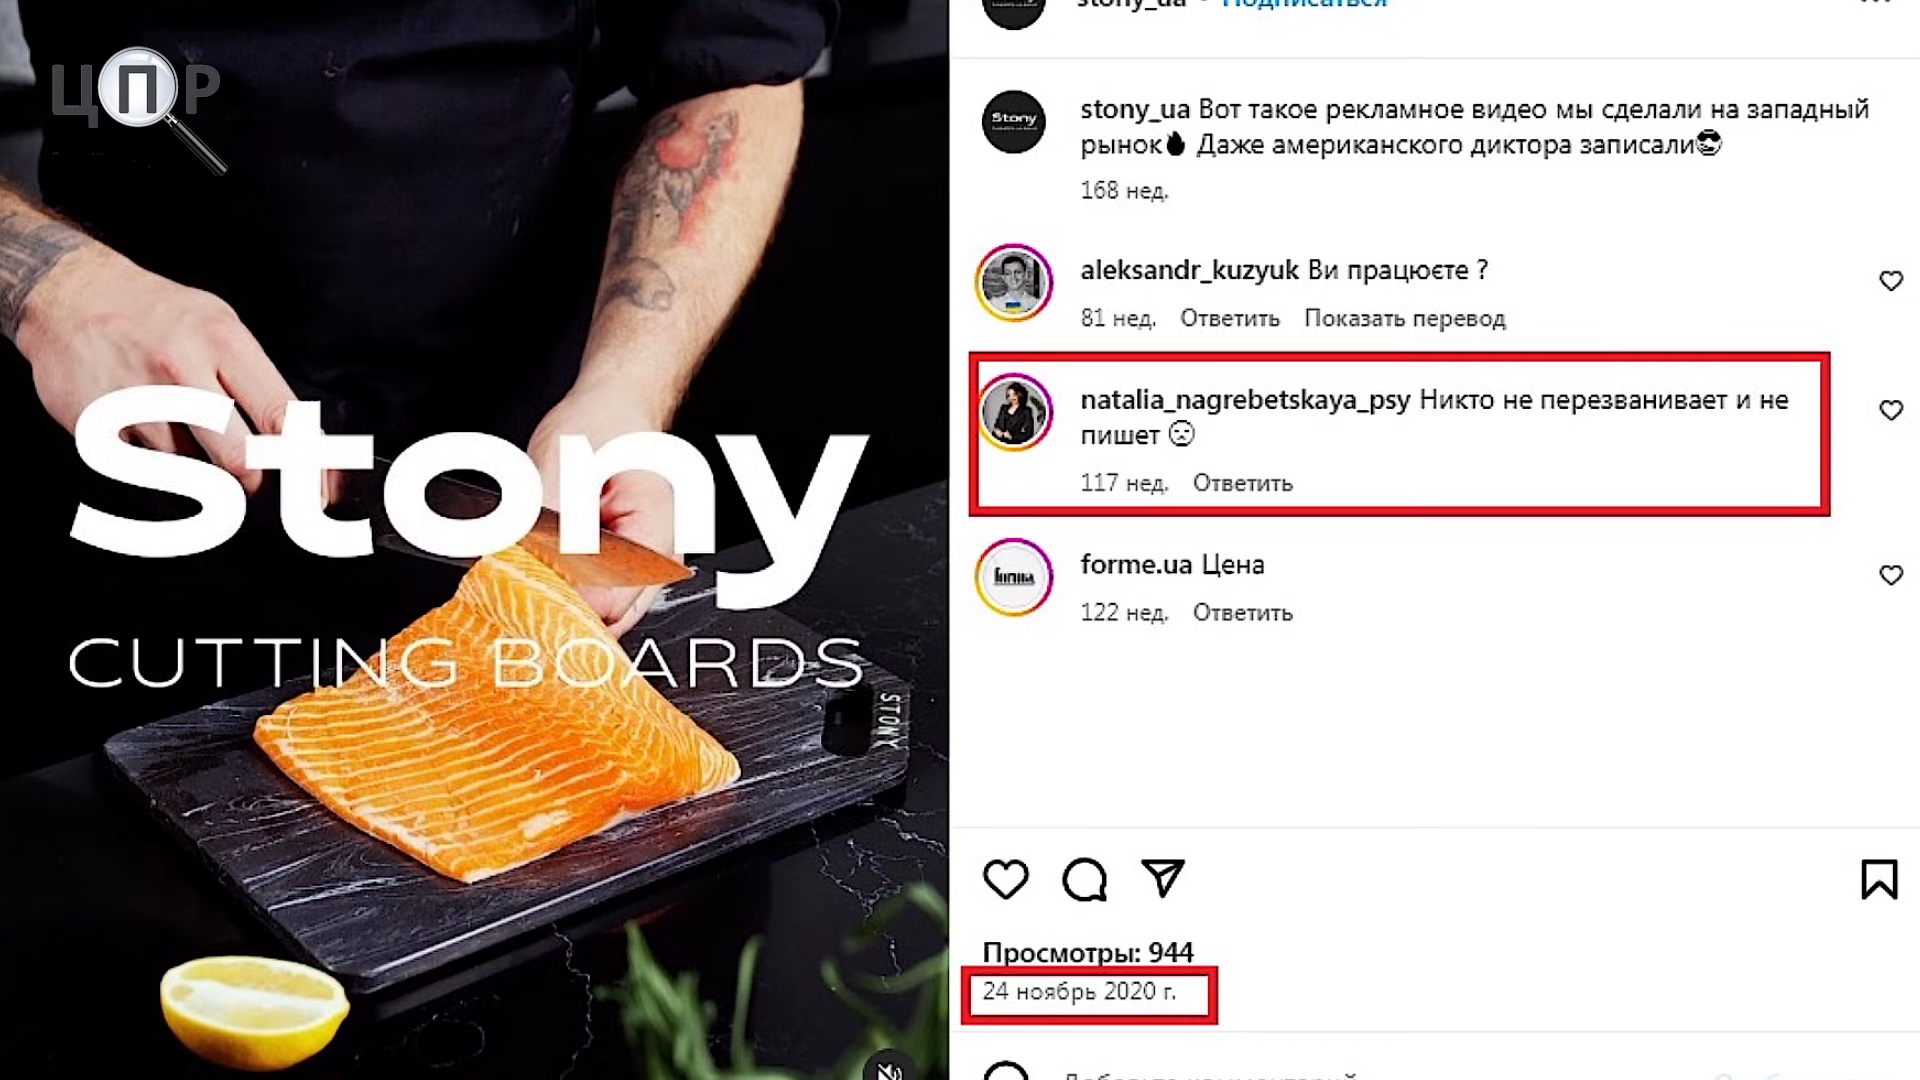 ЦПР
Stony
CUTTING BOARDS
STONY
stony_ua • Подписаться
Stony
stony_ua Вот такое рекламное видео мы сделали на западный
рынок Даже американского диктора записали
168 нед.
aleksandr_kuzyuk Ви працюєте ?
81 нед. Ответить Показать перевод
natalia_nagrebetskaya_psy Никто не перезванивает и не
пишет
117 нед. Ответить
forme.ua Цена
122 нед. Ответить
Просмотры: 944
24 ноябрь 2020 г.